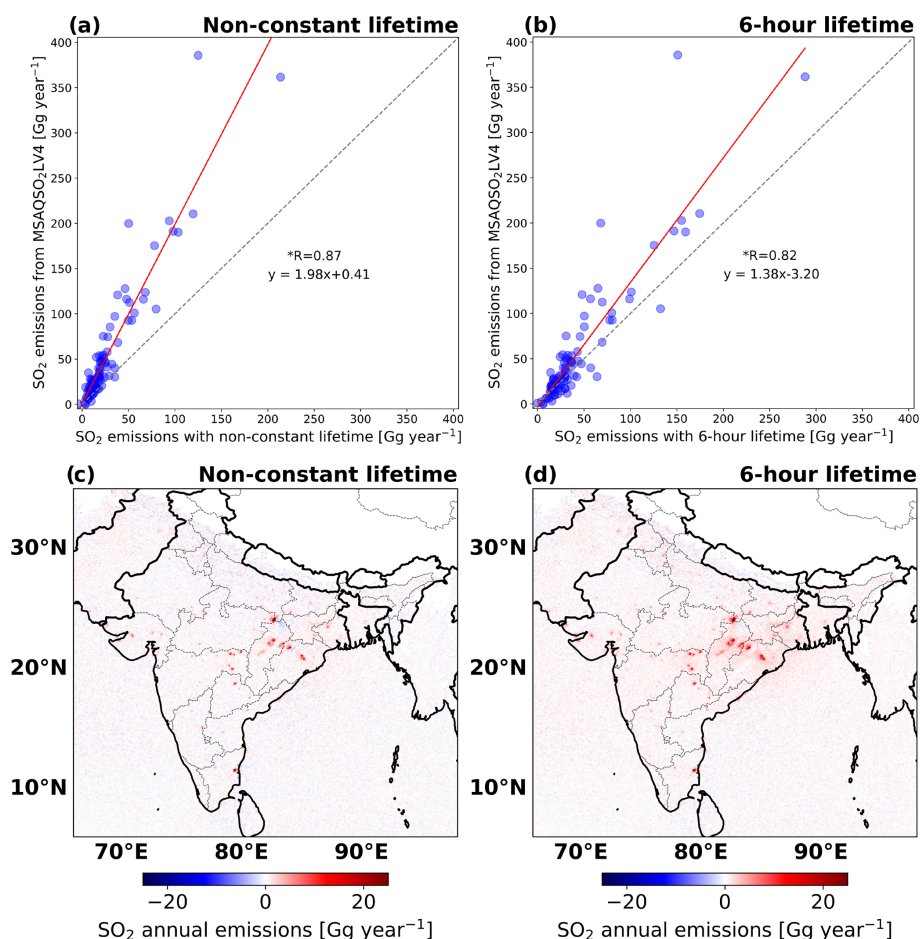 (a) Non-constant lifetime
SO₂ emissions from MSAQSO₂LV4 [Gg year⁻¹]
400
350
300
250
200
150
100
50
0
*R=0.87
y = 1.98x+0.41
0 50 100 150 200 250 300 350 400
SO₂ emissions with non-constant lifetime [Gg year⁻¹]
(b) 6-hour lifetime
SO₂ emissions from MSAQSO₂LV4 [Gg year⁻¹]
400
350
300
250
200
150
100
50
0
*R=0.82
y = 1.38x-3.20
0 50 100 150 200 250 300 350 400
SO₂ emissions with 6-hour lifetime [Gg year⁻¹]
(c) Non-constant lifetime
30°N
20°N
10°N
70°E 80°E 90°E
−20 0 20
SO₂ annual emissions [Gg year⁻¹]
(d) 6-hour lifetime
30°N
20°N
10°N
70°E 80°E 90°E
−20 0 20
SO₂ annual emissions [Gg year⁻¹]